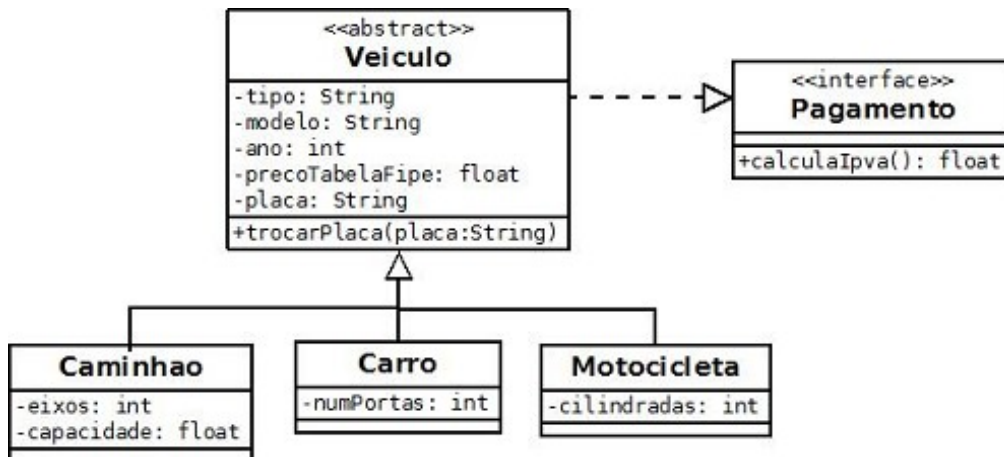 <<abstract>>
Veiculo
-tipo: String
-modelo: String
-ano: int
-precoTabelaFipe: float
-placa: String
+trocarPlaca(placa:String)
<<interface>>
Pagamento
+calculaIpva(): float
Caminhao
-eixos: int
-capacidade: float
Carro
-numPortas: int
Motocicleta
-cilindradas: int